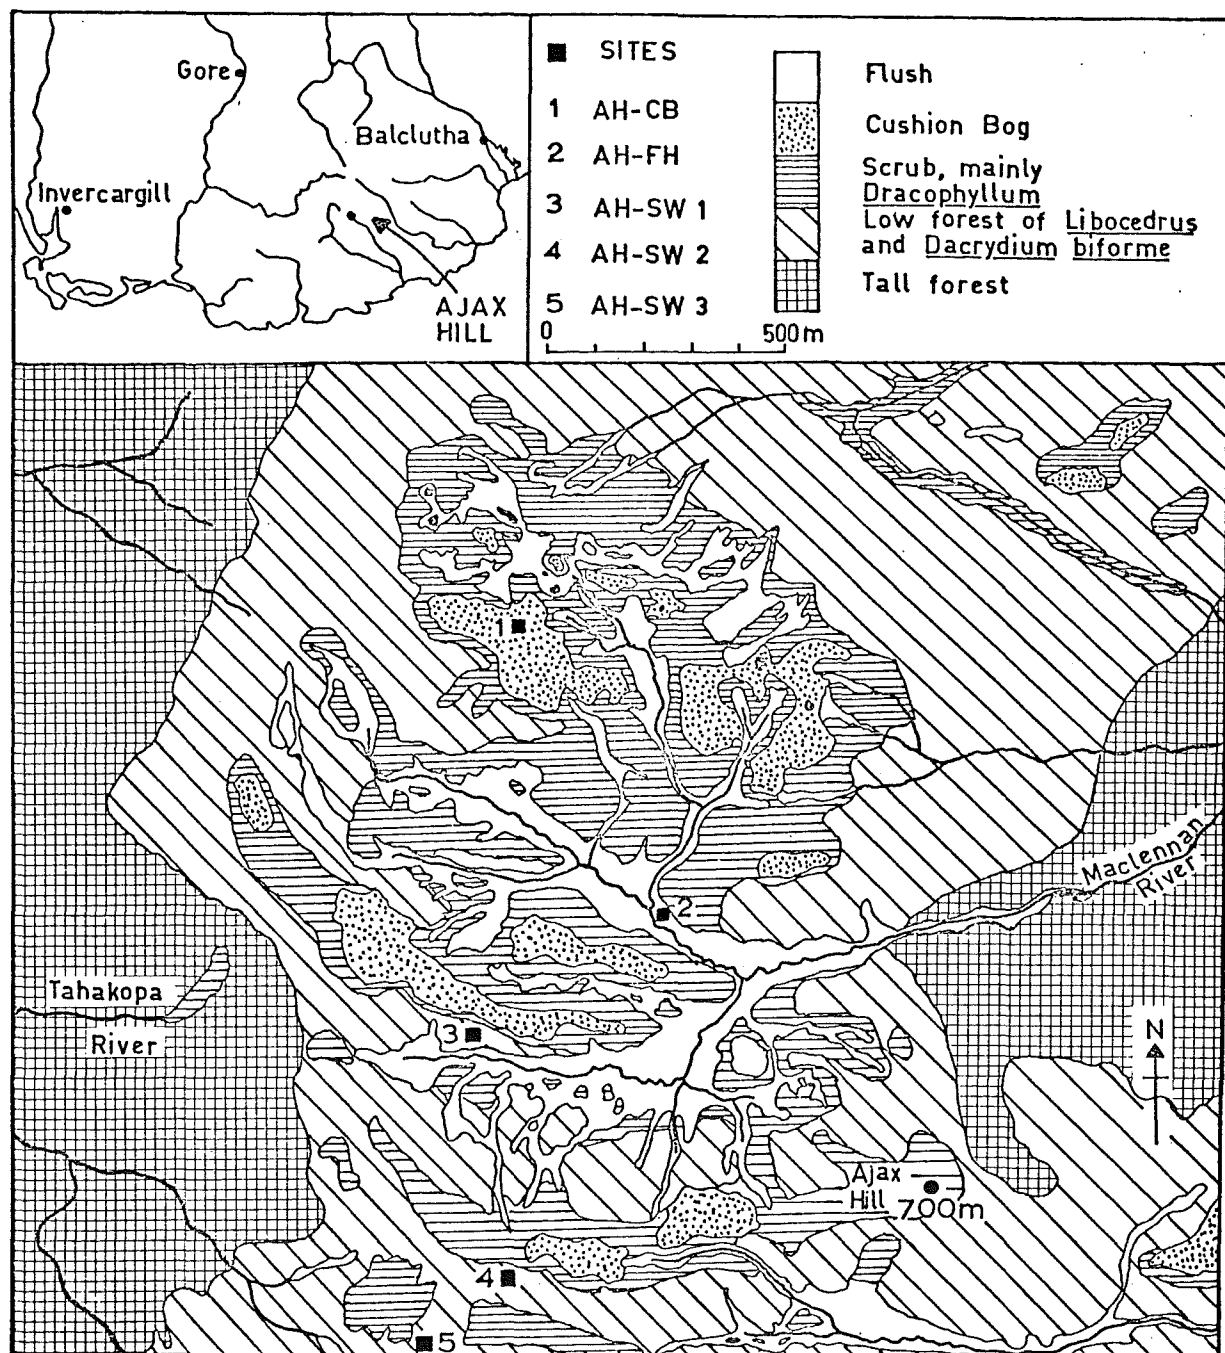 Gore
Balclutha
Invercargill
AJAX
HILL
SITES
1 AH-CB
2 AH-FH
3 AH-SW 1
4 AH-SW 2
5 AH-SW 3
0 500m
Flush
Cushion Bog
Scrub, mainly
Dracophyllum
Low forest of Libocedrus
and Dacrydium biforme
Tall forest
1
Maclennan
River
2
Tahakopa
River
3
N
Ajax
Hill
700m
4
5